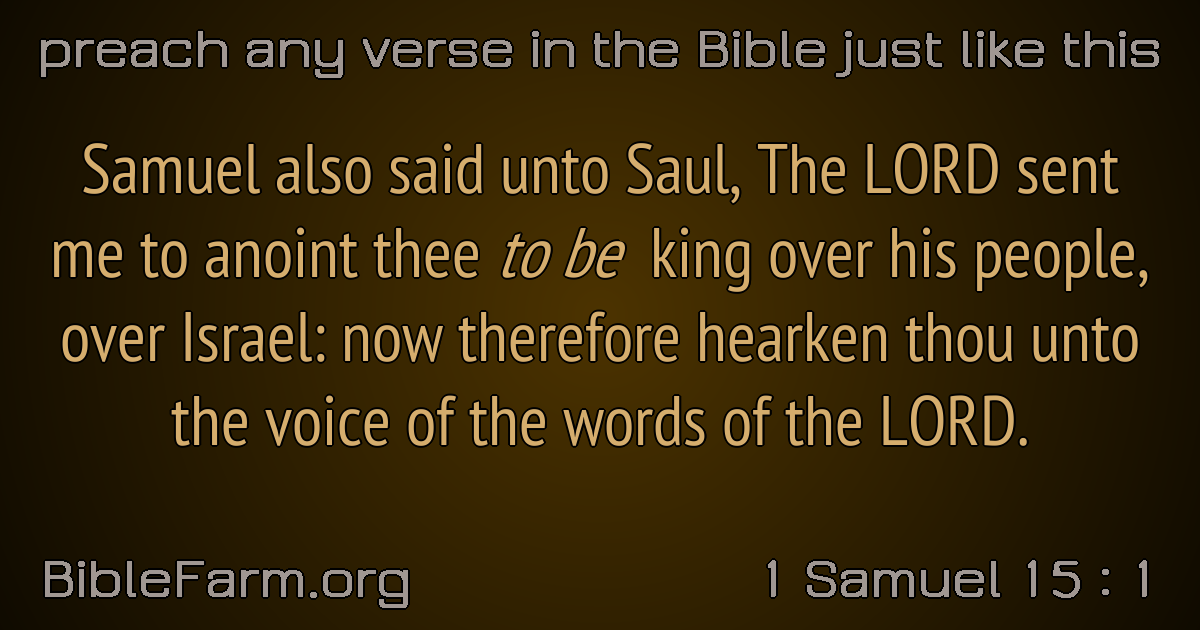 preach any verse in the Bible just like this
Samuel also said unto Saul, The LORD sent
me to anoint thee to be king over his people,
over Israel: now therefore hearken thou unto
the voice of the words of the LORD.
BibleFarm.org
1 Samuel 15 : 1